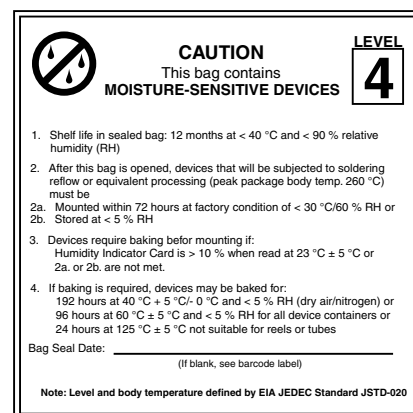 LEVEL
4
CAUTION
This bag contains
MOISTURE-SENSITIVE DEVICES
1. Shelf life in sealed bag: 12 months at < 40 °C and < 90 % relative
humidity (RH)
2. After this bag is opened, devices that will be subjected to soldering
reflow or equivalent processing (peak package body temp. 260 °C)
must be
2a. Mounted within 72 hours at factory condition of < 30 °C/60 % RH or
2b. Stored at < 5 % RH
3. Devices require baking befor mounting if:
Humidity Indicator Card is > 10 % when read at 23 °C ± 5 °C or
2a. or 2b. are not met.
4. If baking is required, devices may be baked for:
192 hours at 40 °C + 5 °C/- 0 °C and < 5 % RH (dry air/nitrogen) or
96 hours at 60 °C ± 5 °C and < 5 % RH for all device containers or
24 hours at 125 °C ± 5 °C not suitable for reels or tubes
Bag Seal Date:
(If blank, see barcode label)
Note: Level and body temperature defined by EIA JEDEC Standard JSTD-020